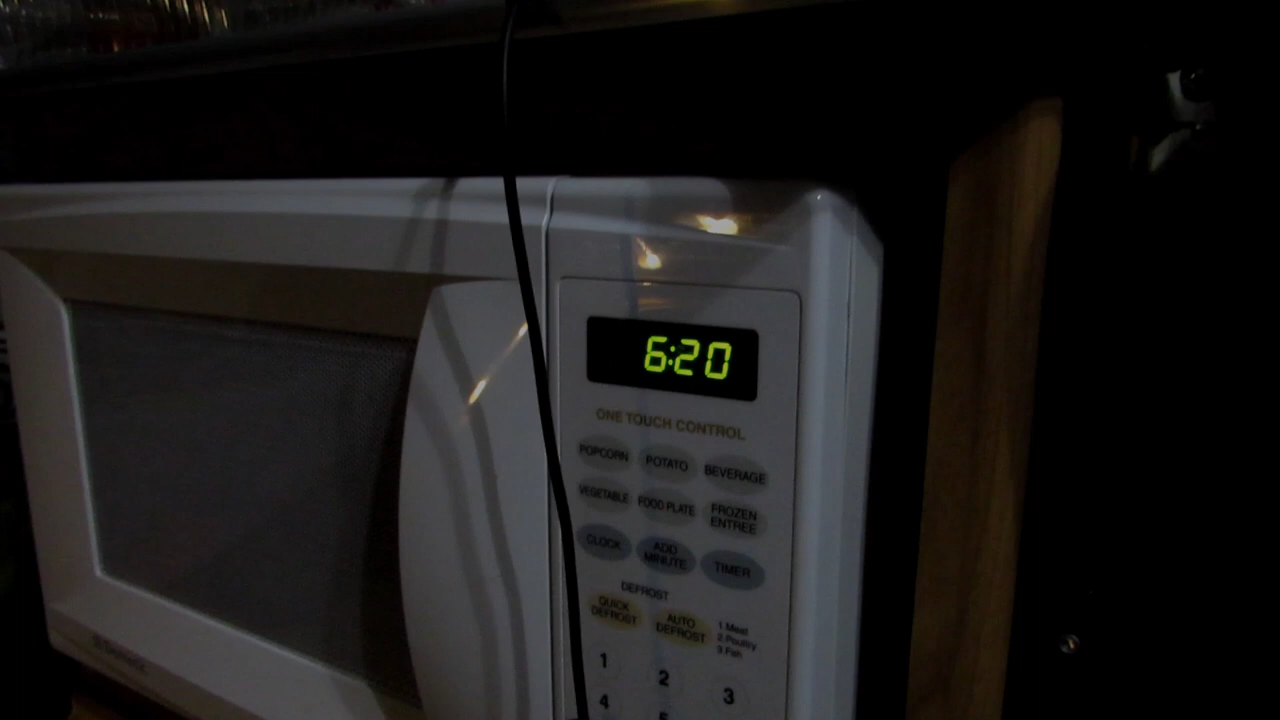 6:20
ONE TOUCH CONTROL
POPCORN POTATO BEVERAGE
VEGETABLE FOOD PLATE FROZEN ENTREE
CLOCK ADD MINUTE TIMER
DEFROST
QUICK DEFROST AUTO DEFROST
1 Meat
2 Poultry
3 Fish
1 2 3
4 5